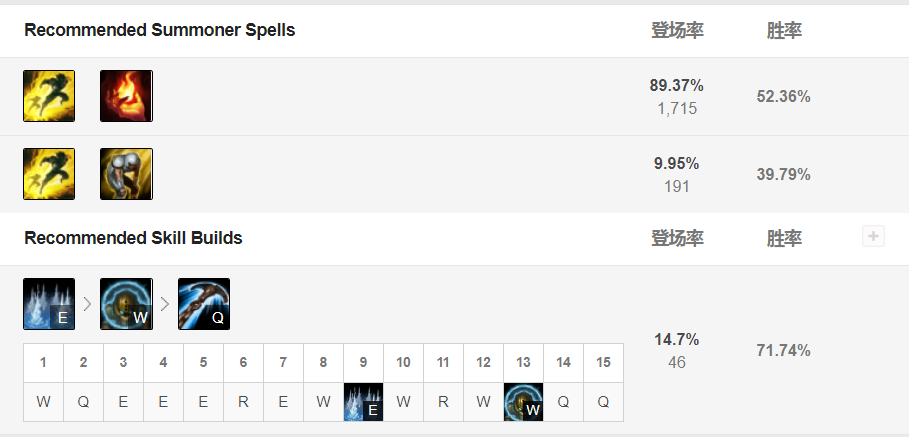 Recommended Summoner Spells 登场率 胜率
89.37%
1,715
52.36%
9.95%
191
39.79%
Recommended Skill Builds 登场率 胜率 +
E > W > Q
1 2 3 4 5 6 7 8 9 10 11 12 13 14 15
W Q E E E R E W E W R W W Q Q
14.7%
46
71.74%